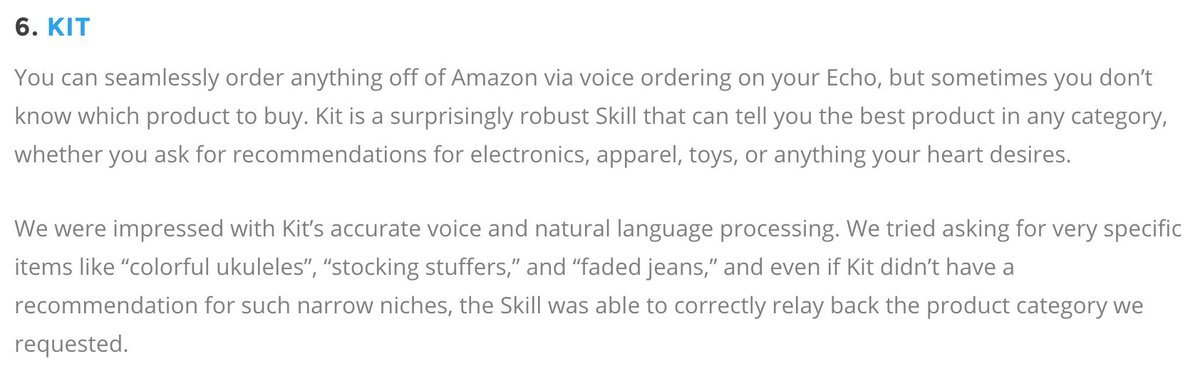 6. KIT
You can seamlessly order anything off of Amazon via voice ordering on your Echo, but sometimes you don’t
know which product to buy. Kit is a surprisingly robust Skill that can tell you the best product in any category,
whether you ask for recommendations for electronics, apparel, toys, or anything your heart desires.
We were impressed with Kit’s accurate voice and natural language processing. We tried asking for very specific
items like “colorful ukuleles”, “stocking stuffers,” and “faded jeans,” and even if Kit didn’t have a
recommendation for such narrow niches, the Skill was able to correctly relay back the product category we
requested.